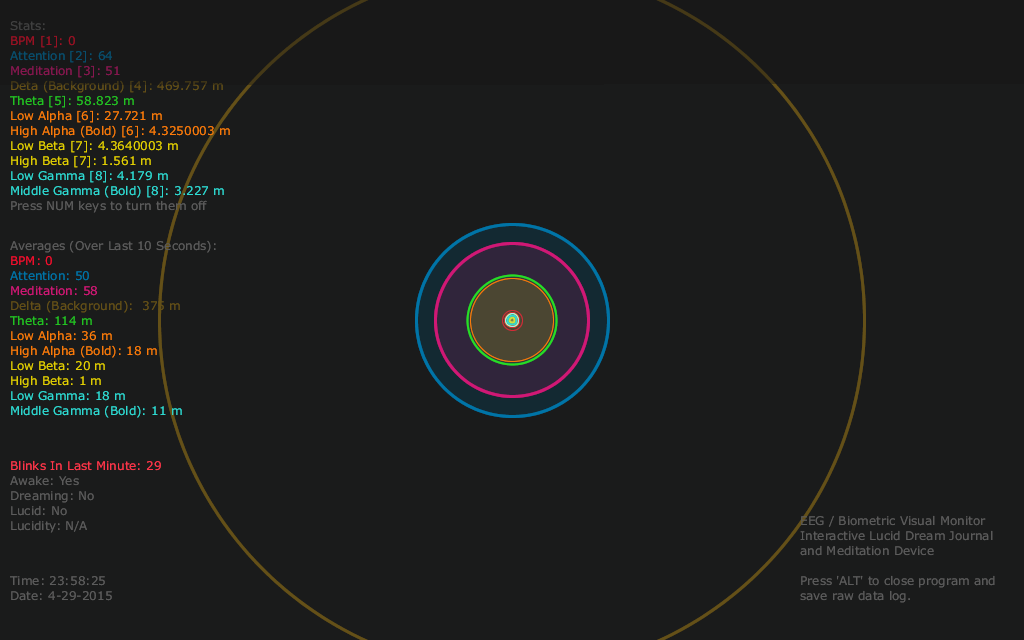 Stats:
BPM [1]: 0
Attention [2]: 64
Meditation [3]: 51
Deta (Background) [4]: 469.757 m
Theta [5]: 58.823 m
Low Alpha [6]: 27.721 m
High Alpha (Bold) [6]: 4.3250003 m
Low Beta [7]: 4.3640003 m
High Beta [7]: 1.561 m
Low Gamma [8]: 4.179 m
Middle Gamma (Bold) [8]: 3.227 m
Press NUM keys to turn them off
Averages (Over Last 10 Seconds):
BPM: 0
Attention: 50
Meditation: 58
Delta (Background): 375 m
Theta: 114 m
Low Alpha: 36 m
High Alpha (Bold): 18 m
Low Beta: 20 m
High Beta: 1 m
Low Gamma: 18 m
Middle Gamma (Bold): 11 m
Blinks In Last Minute: 29
Awake: Yes
Dreaming: No
Lucid: No
Lucidity: N/A
Time: 23:58:25
Date: 4-29-2015
EEG / Biometric Visual Monitor
Interactive Lucid Dream Journal
and Meditation Device
Press 'ALT' to close program and
save raw data log.